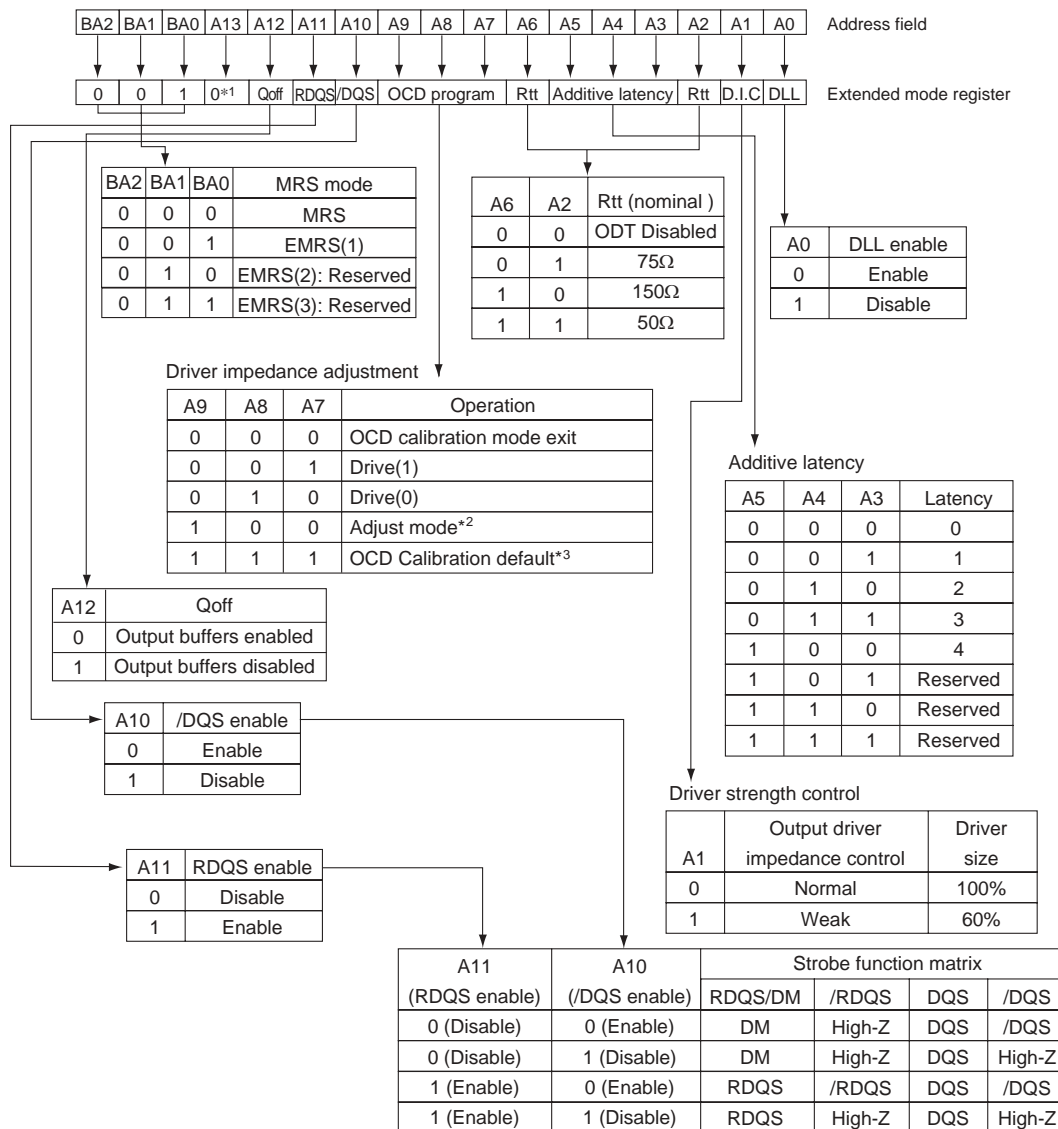 BA2 BA1 BA0 A13 A12 A11 A10 A9 A8 A7 A6 A5 A4 A3 A2 A1 A0 Address field
0 0 1 0*1 Qoff RDQS /DQS OCD program Rtt Additive latency Rtt D.I.C DLL Extended mode register
BA2 BA1 BA0 MRS mode
0 0 0 MRS
0 0 1 EMRS(1)
0 1 0 EMRS(2): Reserved
0 1 1 EMRS(3): Reserved
A6 A2 Rtt (nominal )
0 0 ODT Disabled
0 1 75Ω
1 0 150Ω
1 1 50Ω
A0 DLL enable
0 Enable
1 Disable
Driver impedance adjustment
A9 A8 A7 Operation
0 0 0 OCD calibration mode exit
0 0 1 Drive(1)
0 1 0 Drive(0)
1 0 0 Adjust mode*2
1 1 1 OCD Calibration default*3
Additive latency
A5 A4 A3 Latency
0 0 0 0
0 0 1 1
0 1 0 2
0 1 1 3
1 0 0 4
1 0 1 Reserved
1 1 0 Reserved
1 1 1 Reserved
A12 Qoff
0 Output buffers enabled
1 Output buffers disabled
A10 /DQS enable
0 Enable
1 Disable
Driver strength control
A1 Output driver impedance control Driver size
0 Normal 100%
1 Weak 60%
A11 RDQS enable
0 Disable
1 Enable
A11 A10 Strobe function matrix
(RDQS enable) (/DQS enable) RDQS/DM /RDQS DQS /DQS
0 (Disable) 0 (Enable) DM High-Z DQS /DQS
0 (Disable) 1 (Disable) DM High-Z DQS High-Z
1 (Enable) 0 (Enable) RDQS /RDQS DQS /DQS
1 (Enable) 1 (Disable) RDQS High-Z DQS High-Z